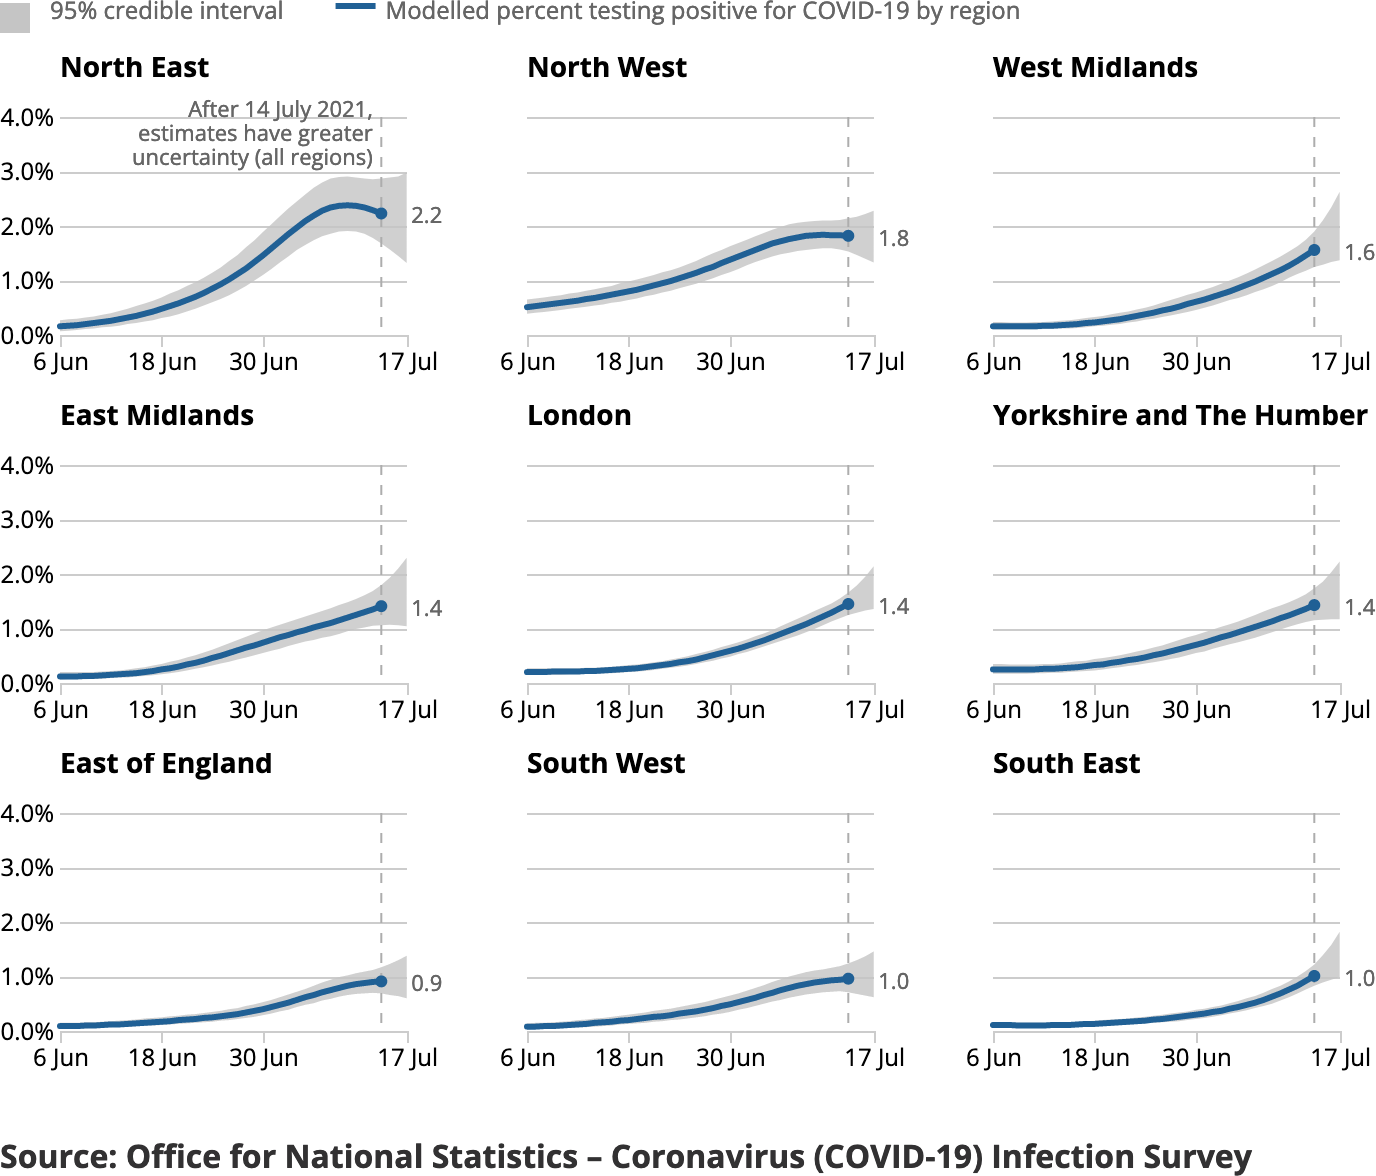 95% credible interval
Modelled percent testing positive for COVID-19 by region
North East
After 14 July 2021,
estimates have greater
uncertainty (all regions)
4.0%
3.0%
2.0%
1.0%
0.0%
2.2
6 Jun
18 Jun
30 Jun
17 Jul
North West
1.8
6 Jun
18 Jun
30 Jun
17 Jul
West Midlands
1.6
6 Jun
18 Jun
30 Jun
17 Jul
East Midlands
4.0%
3.0%
2.0%
1.0%
0.0%
1.4
6 Jun
18 Jun
30 Jun
17 Jul
London
1.4
6 Jun
18 Jun
30 Jun
17 Jul
Yorkshire and The Humber
1.4
6 Jun
18 Jun
30 Jun
17 Jul
East of England
4.0%
3.0%
2.0%
1.0%
0.0%
0.9
6 Jun
18 Jun
30 Jun
17 Jul
South West
1.0
6 Jun
18 Jun
30 Jun
17 Jul
South East
1.0
6 Jun
18 Jun
30 Jun
17 Jul
Source: Office for National Statistics – Coronavirus (COVID-19) Infection Survey